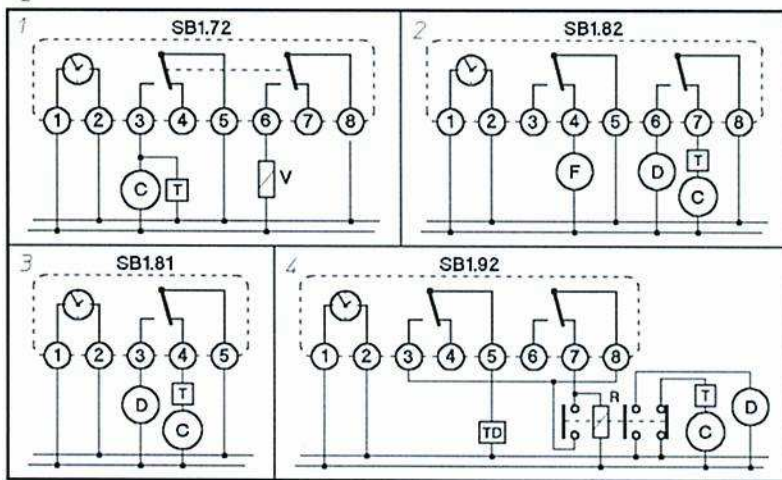 1 SB1.72
1 2 3 4 5 6 7 8
C T V
2 SB1.82
1 2 3 4 5 6 7 8
F D T
C
3 SB1.81
1 2 3 4 5
D T
C
4 SB1.92
1 2 3 4 5 6 7 8
TD R T D
C